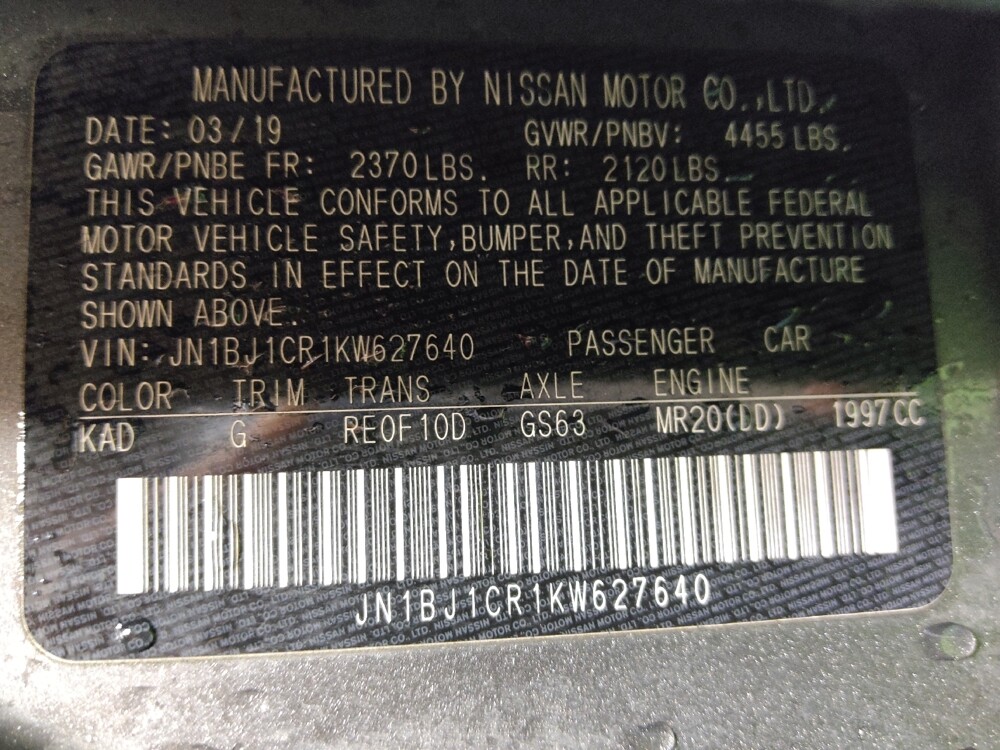 MANUFACTURED BY NISSAN MOTOR CO.,LTD.
DATE: 03/19 GVWR/PNBV: 4455 LBS.
GAWR/PNBE FR: 2370 LBS. RR: 2120 LBS.
THIS VEHICLE CONFORMS TO ALL APPLICABLE FEDERAL
MOTOR VEHICLE SAFETY,BUMPER,AND THEFT PREVENTION
STANDARDS IN EFFECT ON THE DATE OF MANUFACTURE
SHOWN ABOVE.
VIN: JN1BJ1CR1KW627640 PASSENGER CAR
COLOR TRIM TRANS AXLE ENGINE
KAD G RE0F10D GS63 MR20(DD) 1997CC
JN1BJ1CR1KW627640